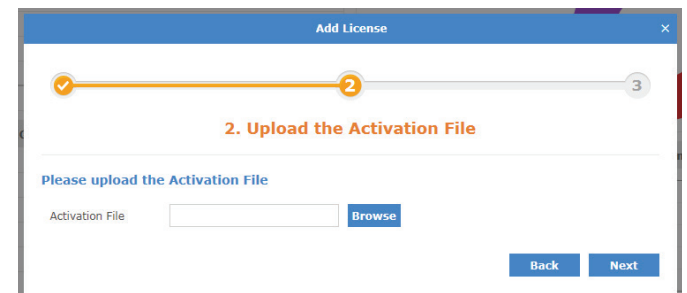 Add License
×
2
3
2. Upload the Activation File
Please upload the Activation File
Activation File
Browse
Back
Next